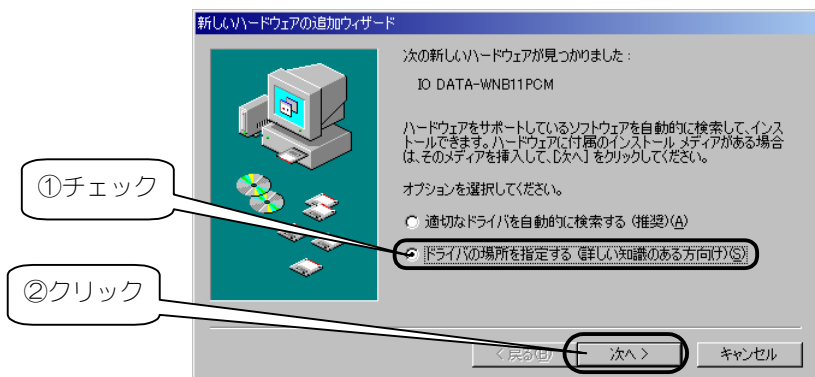 新しいハードウェアの追加ウィザード
次の新しいハードウェアが見つかりました：
IO DATA-WNB11PCM
ハードウェアをサポートしているソフトウェアを自動的に検索して、インス
トールできます。ハードウェアに付属のインストール メディアがある場合
は、そのメディアを挿入して、[次へ] をクリックしてください。
オプションを選択してください。
①チェック
適切なドライバを自動的に検索する (推奨)(A)
ドライバの場所を指定する (詳しい知識のある方向け)(S)
②クリック
< 戻る(B)
次へ >
キャンセル